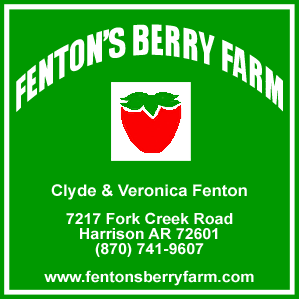 FENTON'S BERRY FARM
Clyde & Veronica Fenton
7217 Fork Creek Road
Harrison AR 72601
(870) 741-9607
www.fentonsberryfarm.com